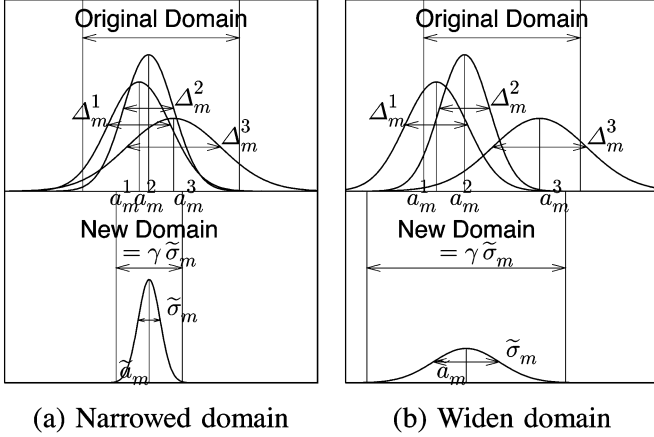 Original Domain
Δ_m^1 Δ_m^2
Δ_m^3
a_m^1 a_m^2 a_m^3
New Domain
= γ σ̃_m
σ̃_m
ã_m
(a) Narrowed domain
Original Domain
Δ_m^1 Δ_m^2
Δ_m^3
a_m^1 a_m^2 a_m^3
New Domain
= γ σ̃_m
σ̃_m
ã_m
(b) Widen domain